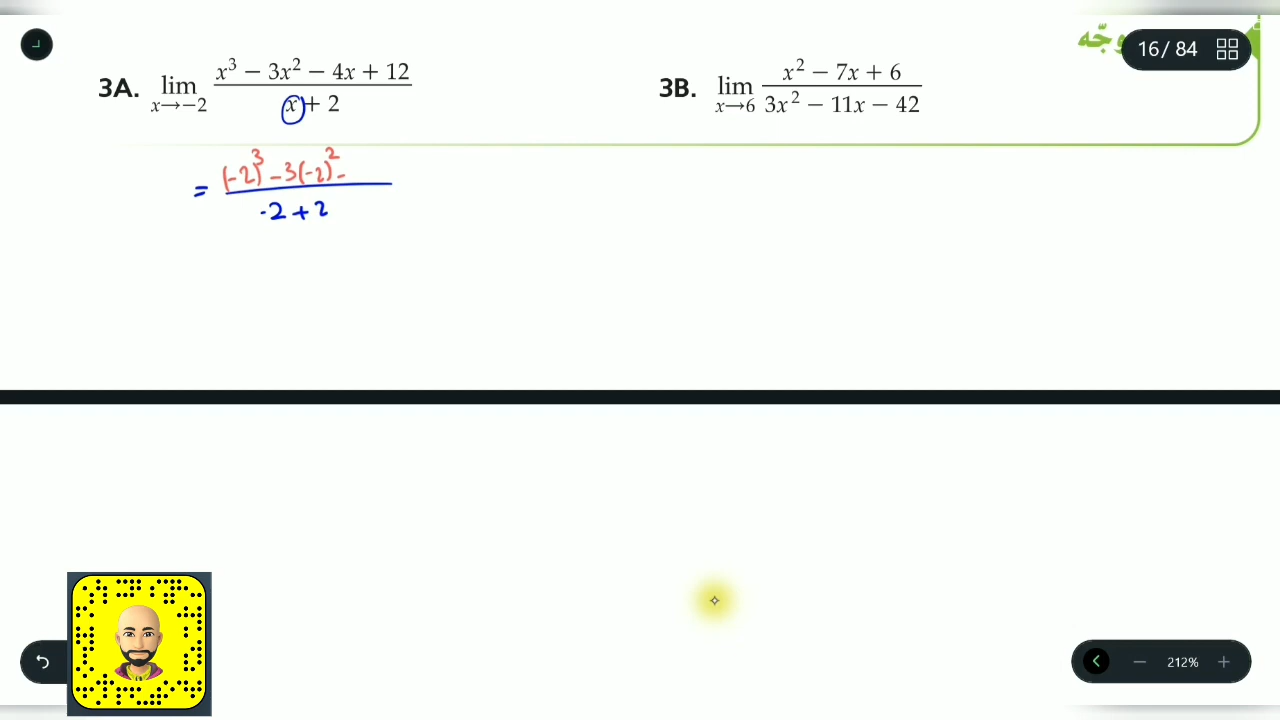 16 / 84
3A. lim x→−2 (x³ − 3x² − 4x + 12) / (x + 2)
3B. lim x→6 (x² − 7x + 6) / (3x² − 11x − 42)
= ((-2)³ - 3(-2)² -) / (-2 + 2)
212%